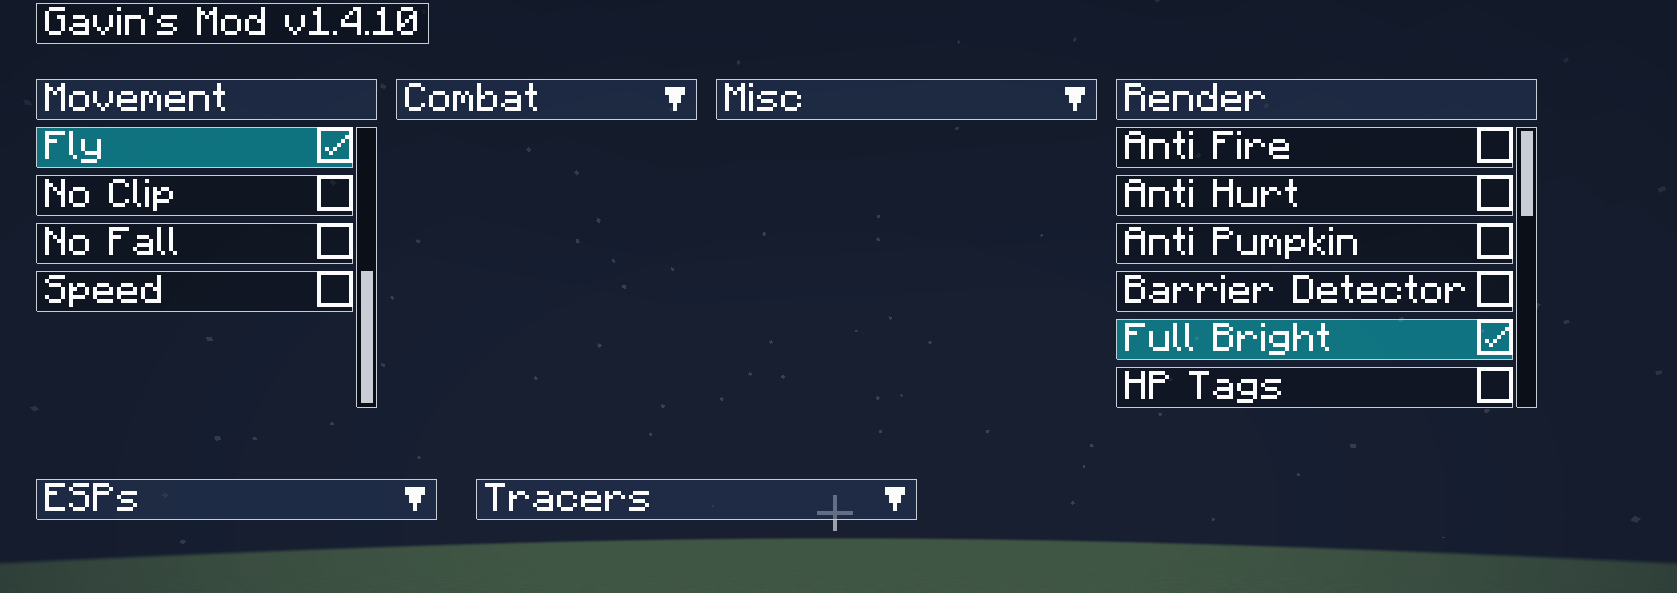 Gavin's Mod v1.4.10
Movement
Fly
No Clip
No Fall
Speed
Combat
Misc
Render
Anti Fire
Anti Hurt
Anti Pumpkin
Barrier Detector
Full Bright
HP Tags
ESPs
Tracers